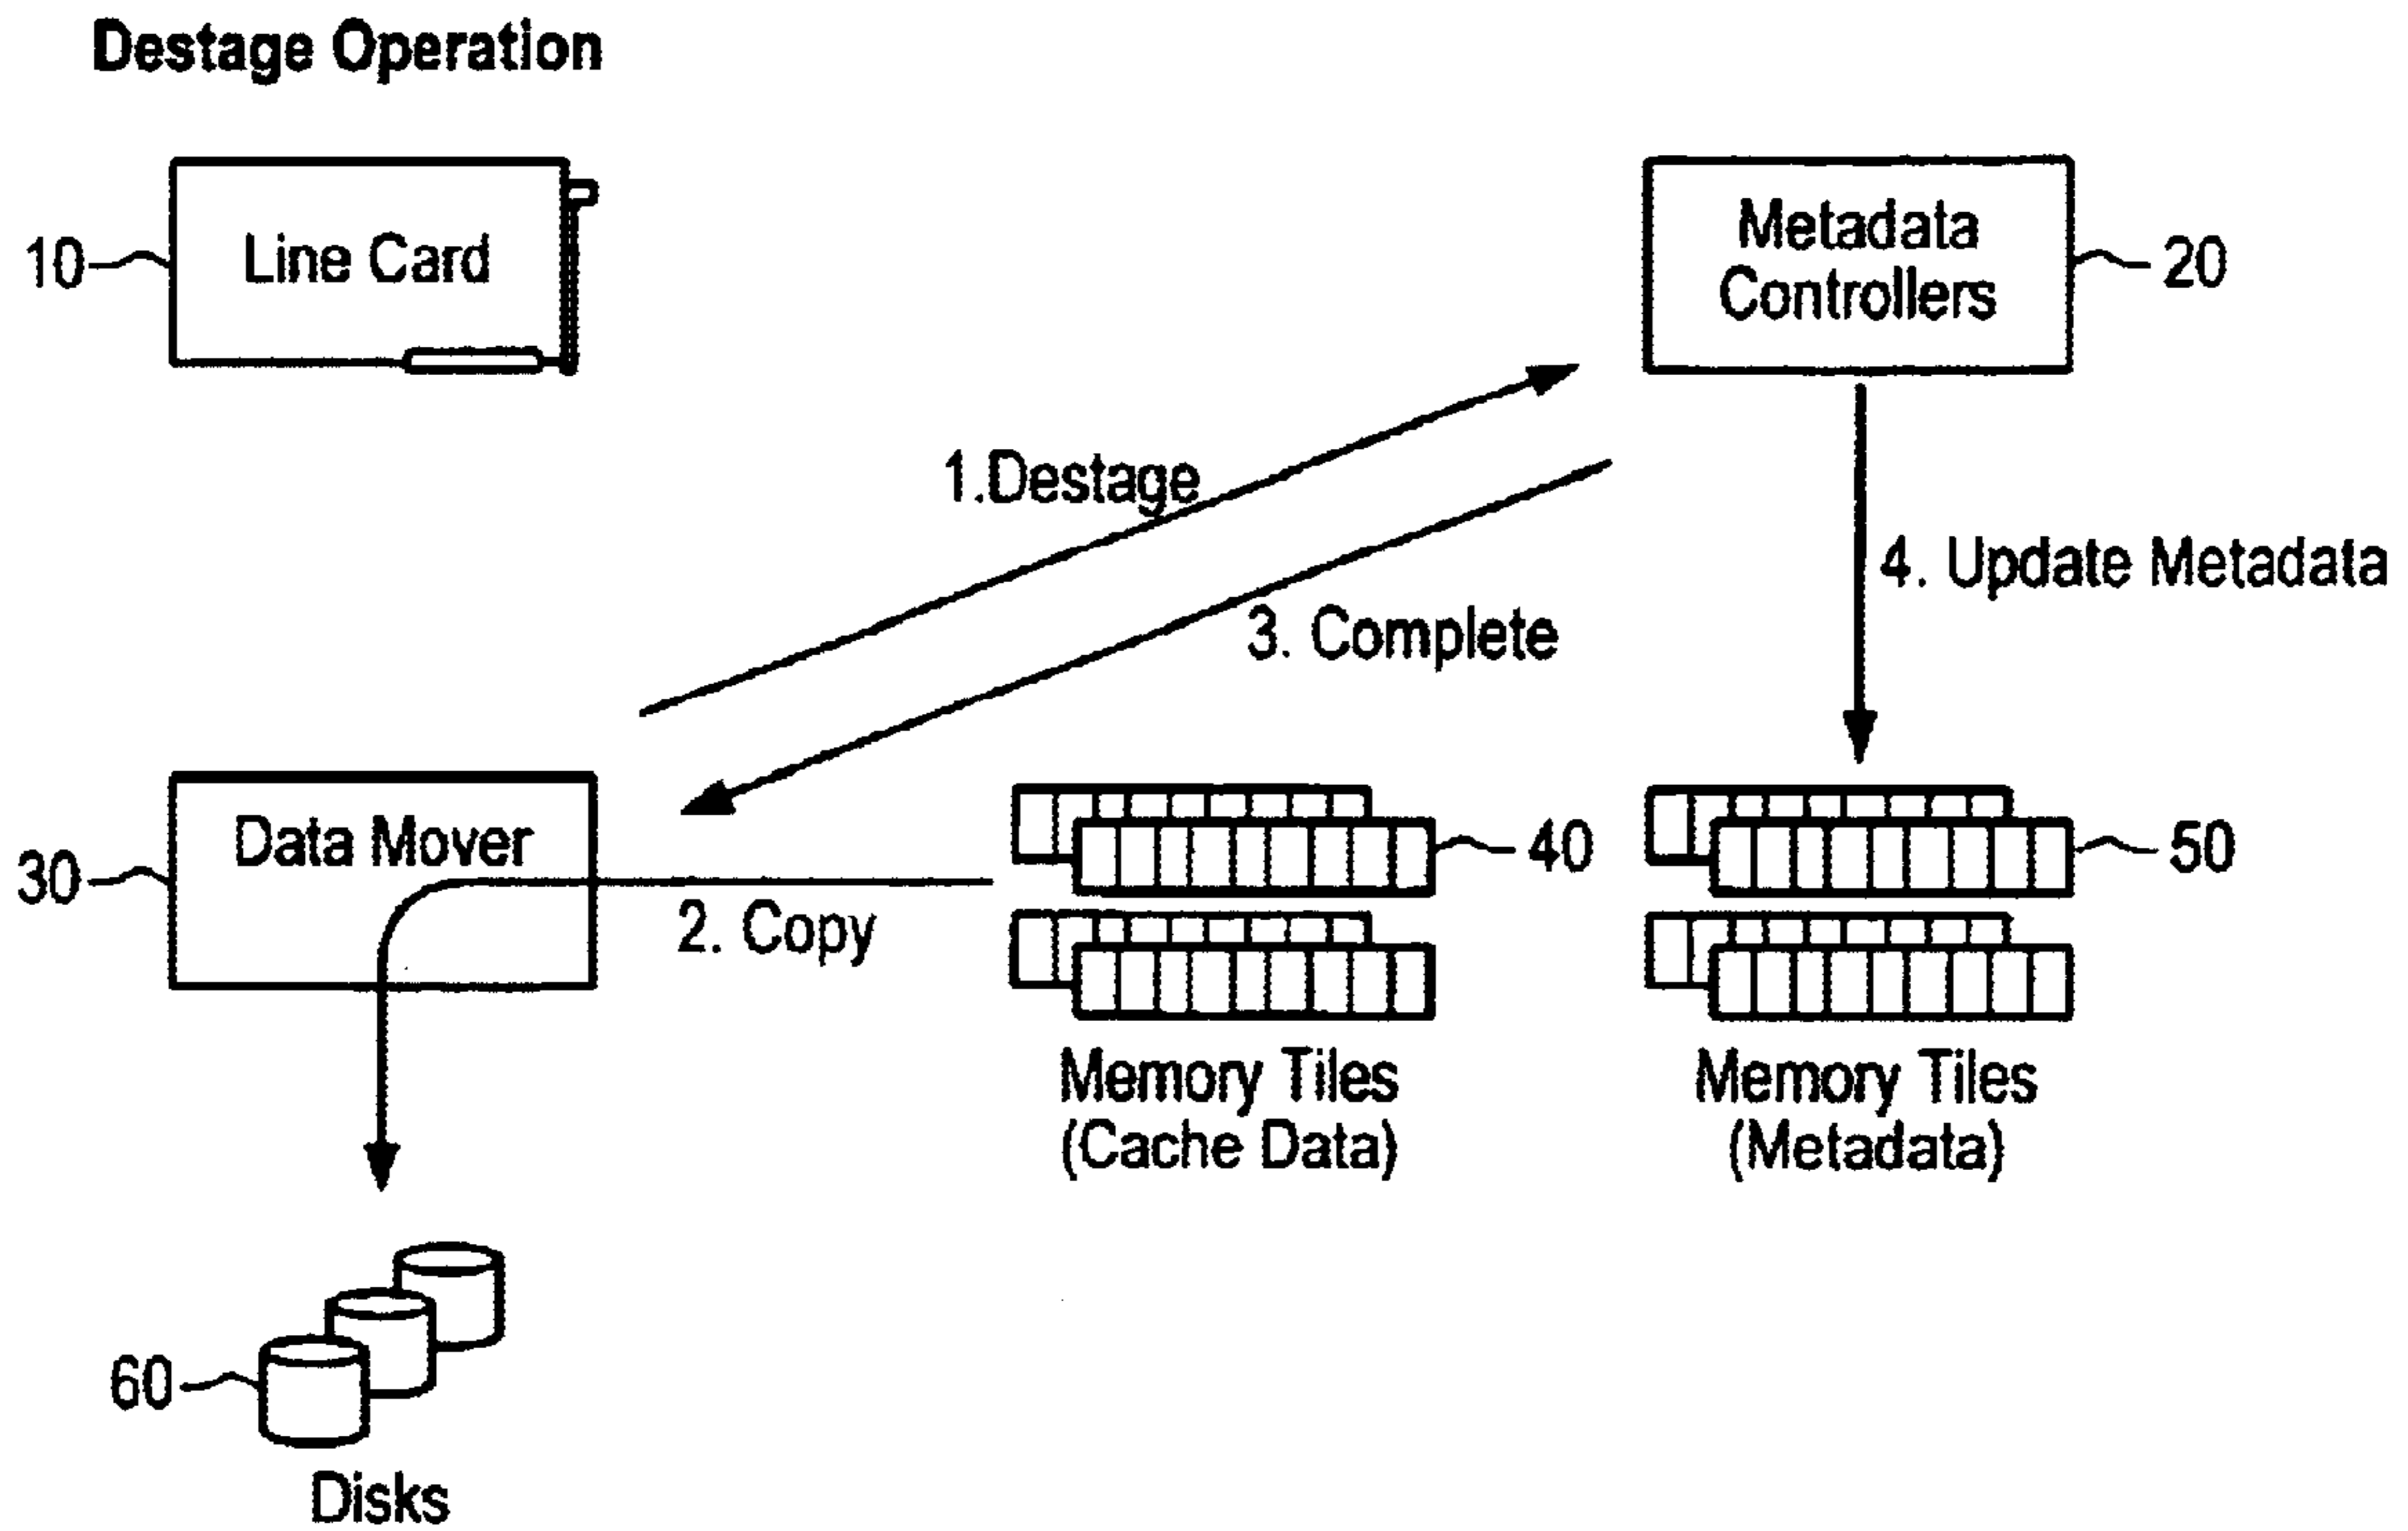 Destage Operation
10
Line Card
Metadata
Controllers
20
1.Destage
4. Update Metadata
3. Complete
30
Data Mover
2. Copy
40
50
Memory Tiles
(Cache Data)
Memory Tiles
(Metadata)
60
Disks